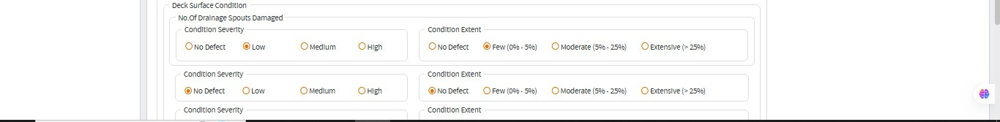 Deck Surface Condition
No.Of Drainage Spouts Damaged
Condition Severity Condition Extent
No Defect Low Medium High No Defect Few (0% - 5%) Moderate (5% - 25%) Extensive (> 25%)
Condition Severity Condition Extent
No Defect Low Medium High No Defect Few (0% - 5%) Moderate (5% - 25%) Extensive (> 25%)
Condition Severity Condition Extent